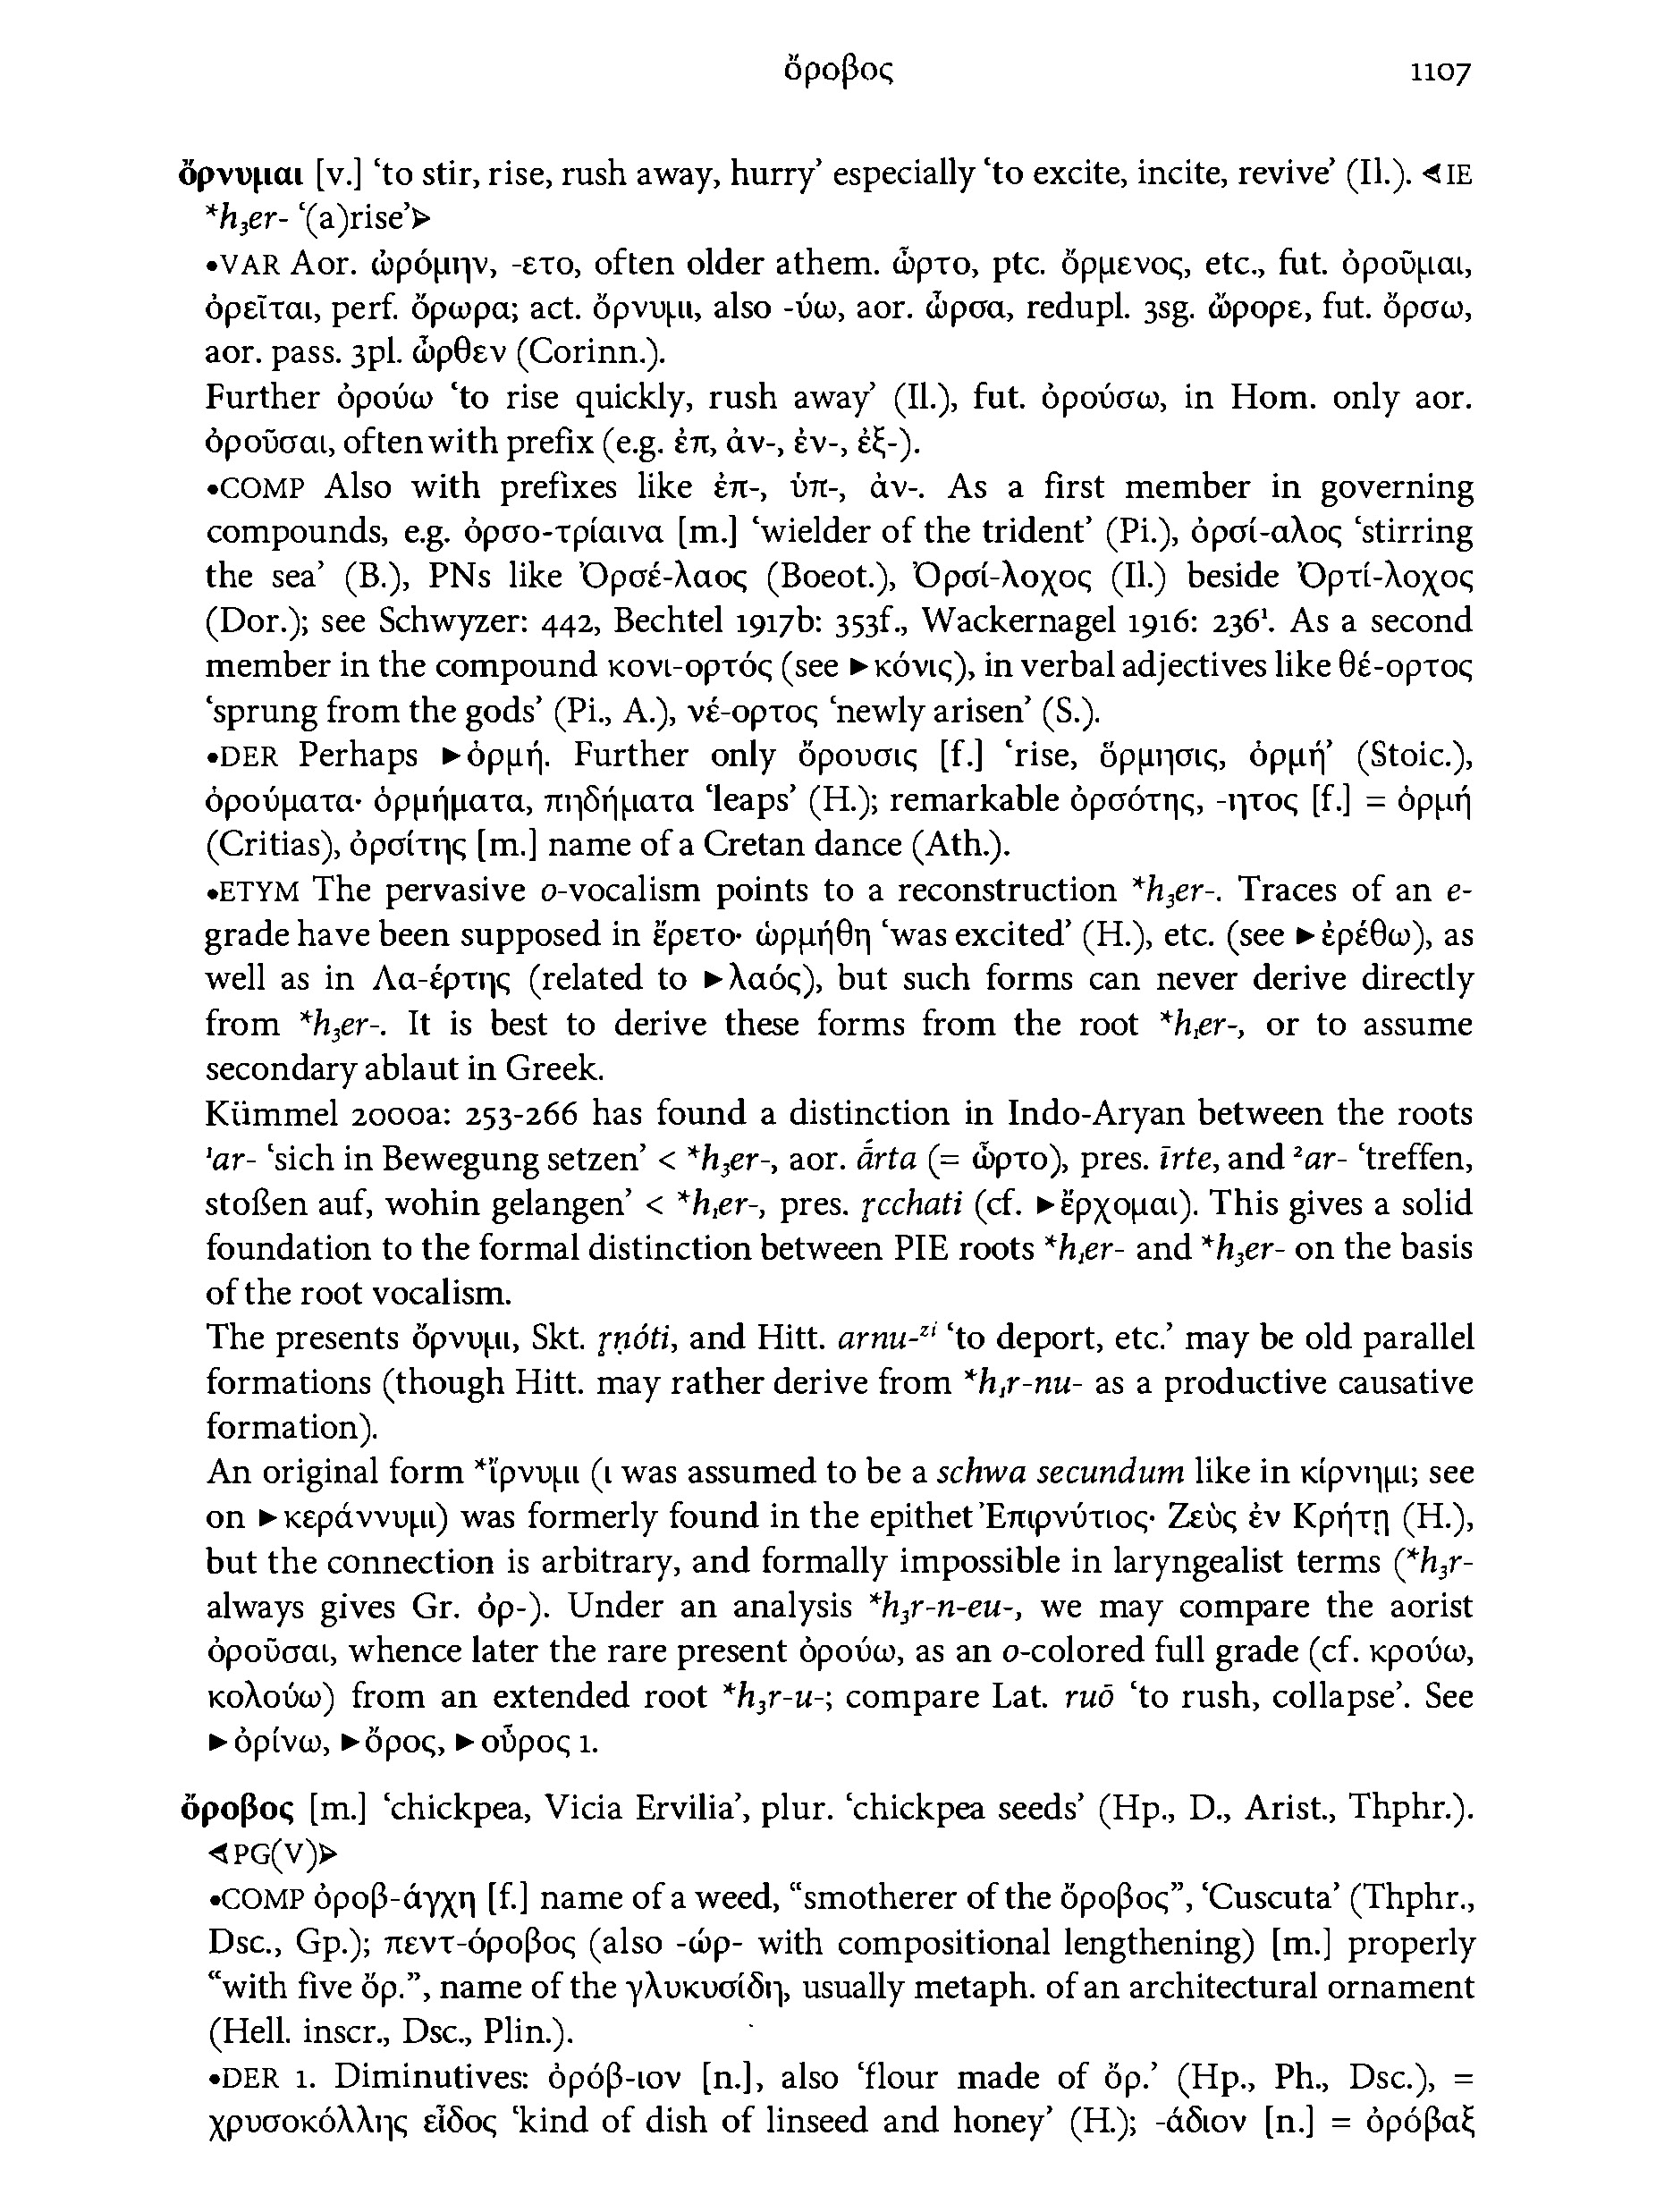 ὄροβος 1107
ὄρνυμαι [v.] ‘to stir, rise, rush away, hurry’ especially ‘to excite, incite, revive’ (Il.). ⊲IE
*h₃er- ‘(a)rise’⊳
•VAR Aor. ὠρόμην, -ετο, often older athem. ὦρτο, ptc. ὄρμενος, etc., fut. ὀροῦμαι,
ὀρεῖται, perf. ὄρωρα; act. ὄρνυμι, also -ύω, aor. ὦρσα, redupl. 3sg. ὤρορε, fut. ὄρσω,
aor. pass. 3pl. ὦρθεν (Corinn.).
Further ὀρούω ‘to rise quickly, rush away’ (Il.), fut. ὀρούσω, in Hom. only aor.
ὀροῦσαι, often with prefix (e.g. ἐπ, ἀν-, ἐν-, ἐξ-).
•COMP Also with prefixes like ἐπ-, ὑπ-, ἀν-. As a first member in governing
compounds, e.g. ὀρσο-τρίαινα [m.] ‘wielder of the trident’ (Pi.), ὀρσί-αλος ‘stirring
the sea’ (B.), PNs like Ὀρσέ-λαος (Boeot.), Ὀρσί-λοχος (Il.) beside Ὀρτί-λοχος
(Dor.); see Schwyzer: 442, Bechtel 1917b: 353f., Wackernagel 1916: 236¹. As a second
member in the compound κονι-ορτός (see ►κόνις), in verbal adjectives like θέ-ορτος
‘sprung from the gods’ (Pi., A.), νέ-ορτος ‘newly arisen’ (S.).
•DER Perhaps ►ὁρμή. Further only ὄρουσις [f.] ‘rise, ὅρμησις, ὁρμή’ (Stoic.),
ὀρούματα· ὁρμήματα, πηδήματα ‘leaps’ (H.); remarkable ὀρσότης, -ητος [f.] = ὁρμή
(Critias), ὀρσίτης [m.] name of a Cretan dance (Ath.).
•ETYM The pervasive o-vocalism points to a reconstruction *h₃er-. Traces of an e-
grade have been supposed in ἔρετο· ὡρμήθη ‘was excited’ (H.), etc. (see ►ἐρέθω), as
well as in Λα-έρτης (related to ►λαός), but such forms can never derive directly
from *h₃er-. It is best to derive these forms from the root *h₁er-, or to assume
secondary ablaut in Greek.
Kümmel 2000a: 253-266 has found a distinction in Indo-Aryan between the roots
¹ar- ‘sich in Bewegung setzen’ < *h₃er-, aor. ā́rta (= ὦρτο), pres. īrte, and ²ar- ‘treffen,
stoßen auf, wohin gelangen’ < *h₁er-, pres. r̥cchati (cf. ►ἔρχομαι). This gives a solid
foundation to the formal distinction between PIE roots *h₁er- and *h₃er- on the basis
of the root vocalism.
The presents ὄρνυμι, Skt. r̥ṇóti, and Hitt. arnu-ᶻⁱ ‘to deport, etc.’ may be old parallel
formations (though Hitt. may rather derive from *h₁r-nu- as a productive causative
formation).
An original form *ἴρνυμι (ι was assumed to be a schwa secundum like in κίρνημι; see
on ►κεράννυμι) was formerly found in the epithet Ἐπιρνύτιος· Ζεὺς ἐν Κρήτῃ (H.),
but the connection is arbitrary, and formally impossible in laryngealist terms (*h₃r-
always gives Gr. ὀρ-). Under an analysis *h₃r-n-eu-, we may compare the aorist
ὀροῦσαι, whence later the rare present ὀρούω, as an o-colored full grade (cf. κρούω,
κολούω) from an extended root *h₃r-u-; compare Lat. ruō ‘to rush, collapse’. See
►ὀρίνω, ►ὄρος, ►οὖρος 1.
ὄροβος [m.] ‘chickpea, Vicia Ervilia’, plur. ‘chickpea seeds’ (Hp., D., Arist., Thphr.).
⊲PG(V)⊳
•COMP ὀροβ-άγχη [f.] name of a weed, “smotherer of the ὄροβος”, ‘Cuscuta’ (Thphr.,
Dsc., Gp.); πεντ-όροβος (also -ώρ- with compositional lengthening) [m.] properly
“with five ὄρ.”, name of the γλυκυσίδη, usually metaph. of an architectural ornament
(Hell. inscr., Dsc., Plin.).
•DER 1. Diminutives: ὀρόβ-ιον [n.], also ‘flour made of ὄρ.’ (Hp., Ph., Dsc.), =
χρυσοκόλλης εἶδος ‘kind of dish of linseed and honey’ (H.); -άδιον [n.] = ὀρόβαξ